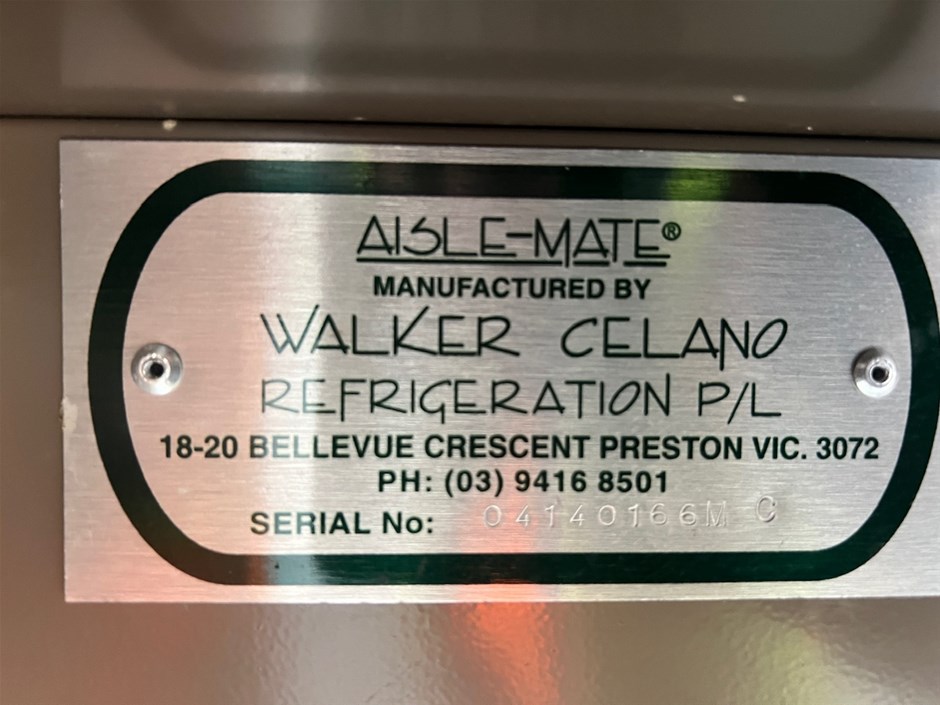 AISLE-MATE®
MANUFACTURED BY
WALKER CELANO
REFRIGERATION P/L
18-20 BELLEVUE CRESCENT PRESTON VIC. 3072
PH: (03) 9416 8501
SERIAL No: 04140166M C